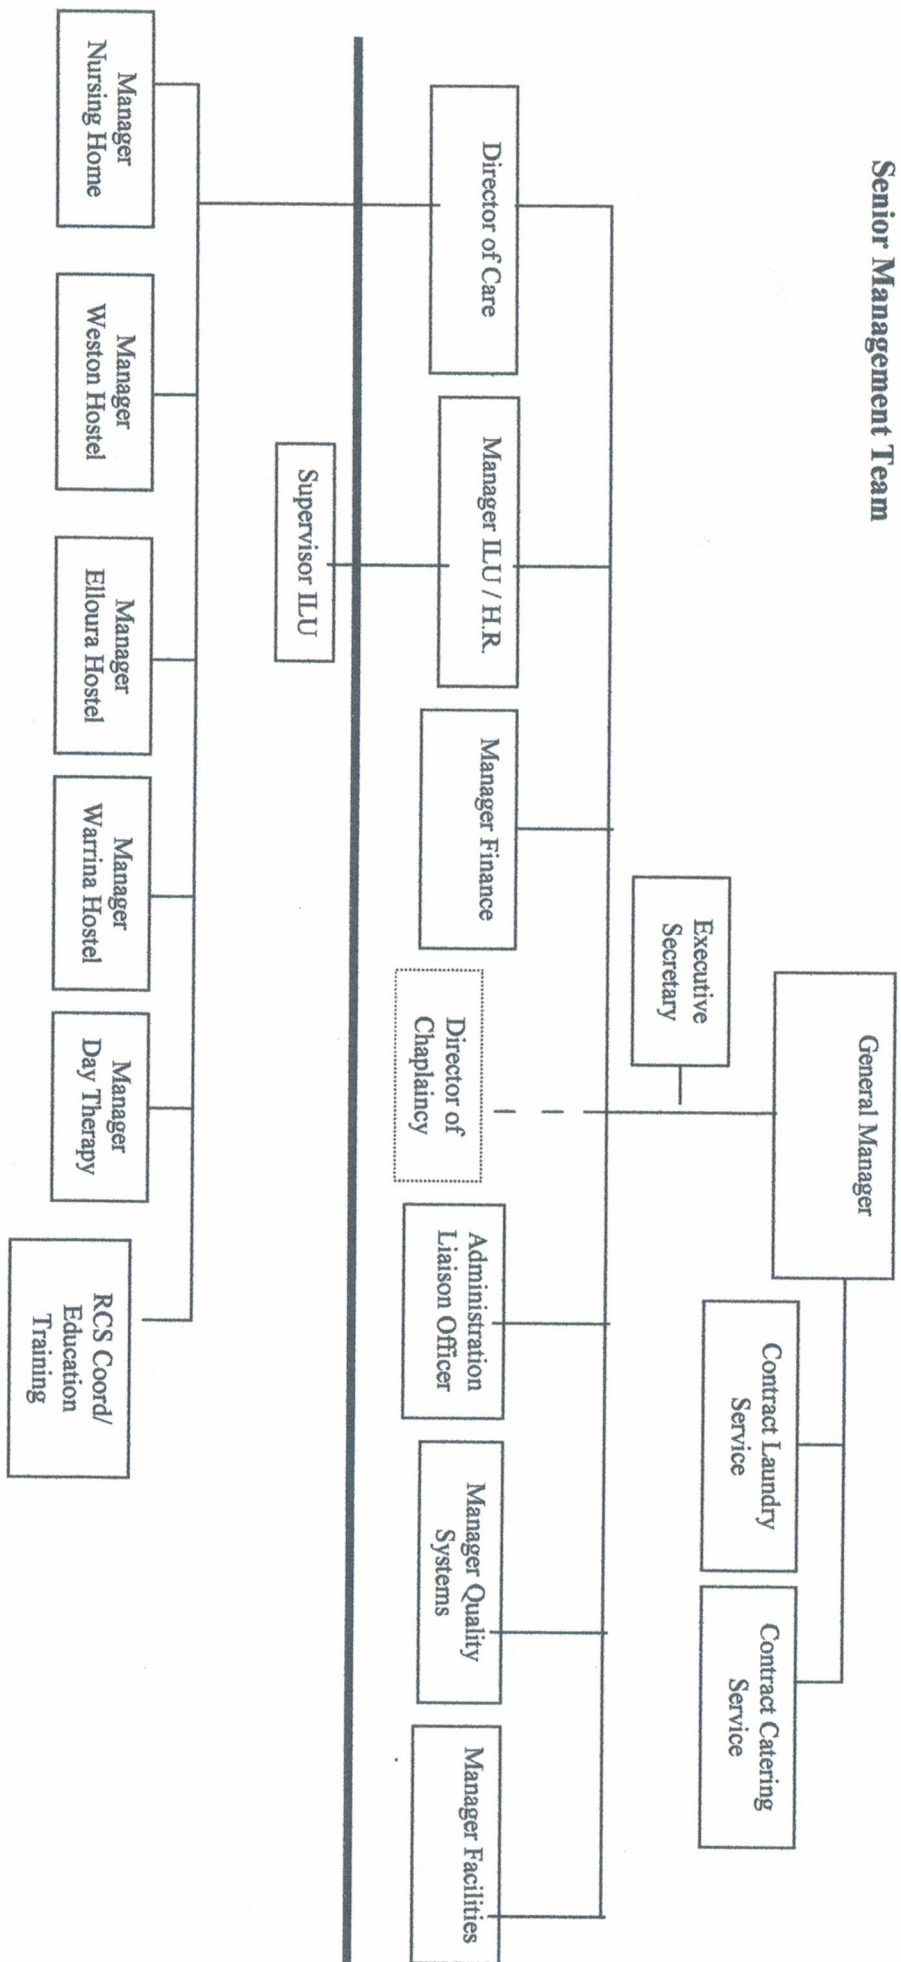 Senior Management Team
General Manager
Executive
Secretary
Contract Laundry
Service
Contract Catering
Service
Director of Care
Manager ILU / H.R.
Manager Finance
Director of
Chaplaincy
Administration
Liaison Officer
Manager Quality
Systems
Manager Facilities
Supervisor ILU
Manager
Nursing Home
Manager
Weston Hostel
Manager
Elloura Hostel
Manager
Warrina Hostel
Manager
Day Therapy
RCS Coord/
Education
Training